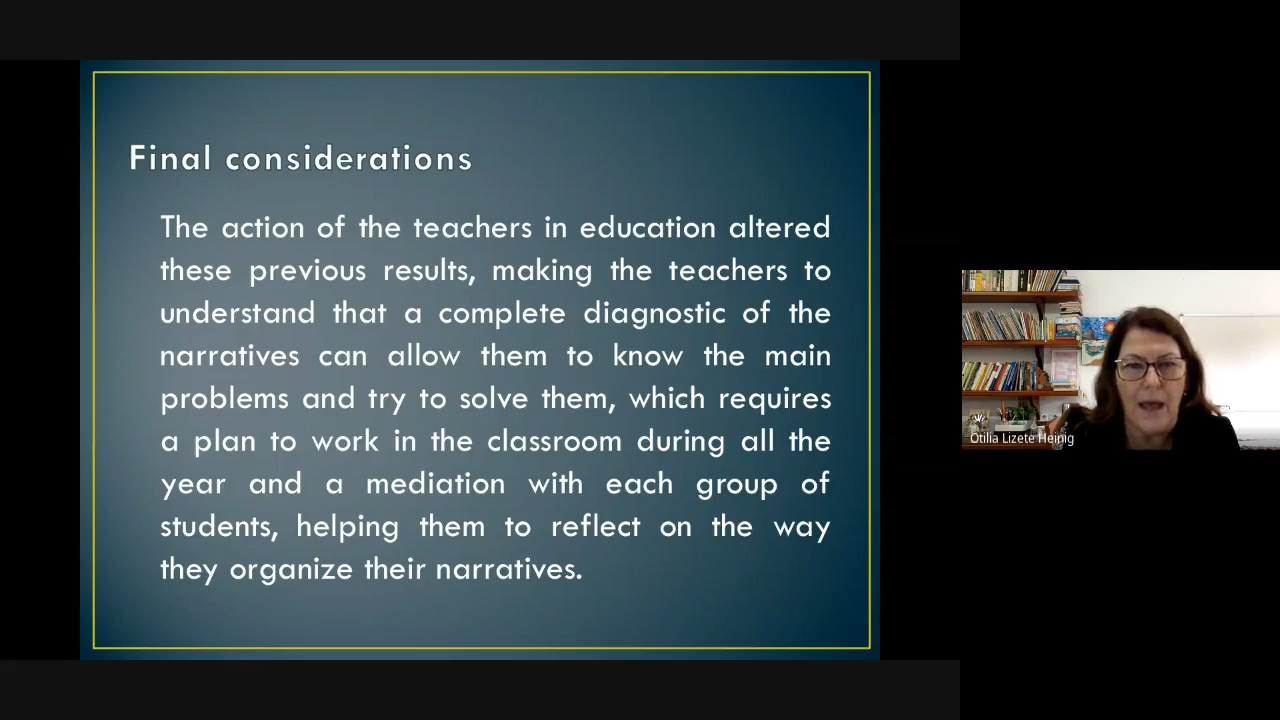 Final considerations
The action of the teachers in education altered
these previous results, making the teachers to
understand that a complete diagnostic of the
narratives can allow them to know the main
problems and try to solve them, which requires
a plan to work in the classroom during all the
year and a mediation with each group of
students, helping them to reflect on the way
they organize their narratives.
Otilia Lizete Heinig